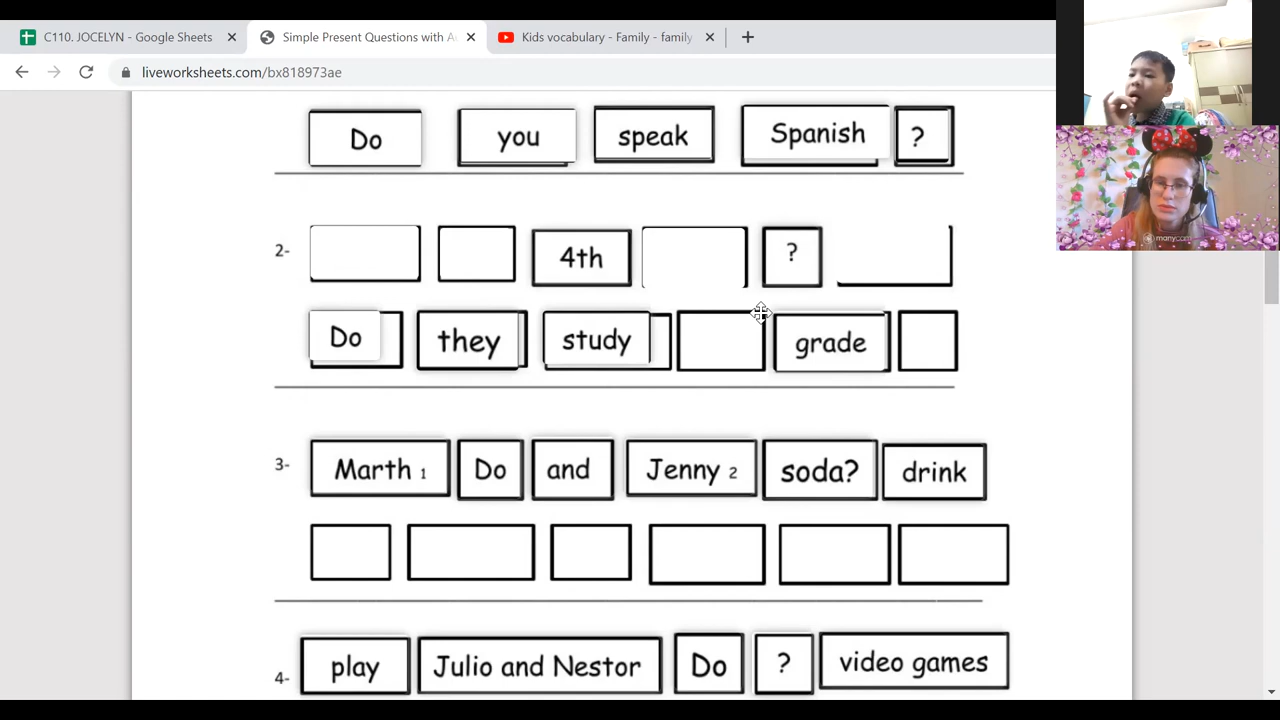 C110. JOCELYN - Google Sheets
Simple Present Questions with
Kids vocabulary - Family - family
liveworksheets.com/bx818973ae
Do you speak Spanish ?
2- 4th ?
Do they study grade
3- Marth 1 Do and Jenny 2 soda? drink
4- play Julio and Nestor Do ? video games
manycam